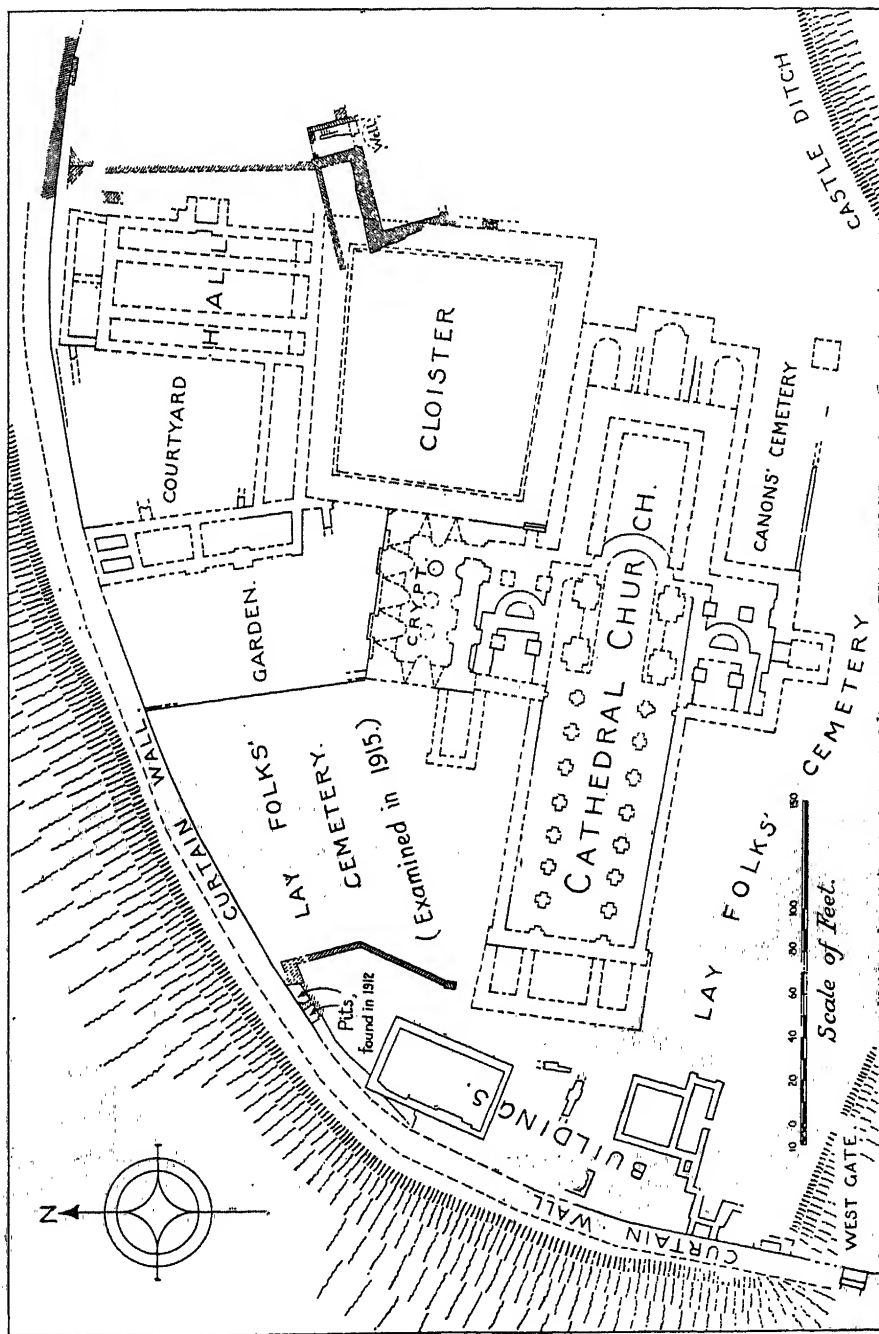 N
CURTAIN WALL
COURTYARD
HALL
GARDEN.
CLOISTER
Well.
LAY FOLKS'
CEMETERY.
(Examined in 1915.)
Pits,
found in 1912
CRYPT.
CATHEDRAL CHURCH.
CANONS' CEMETERY
CASTLE DITCH
BUILDINGS.
CURTAIN WALL
LAY FOLKS' CEMETERY
10 0 20 40 60 80 100 150
Scale of Feet.
WEST GATE